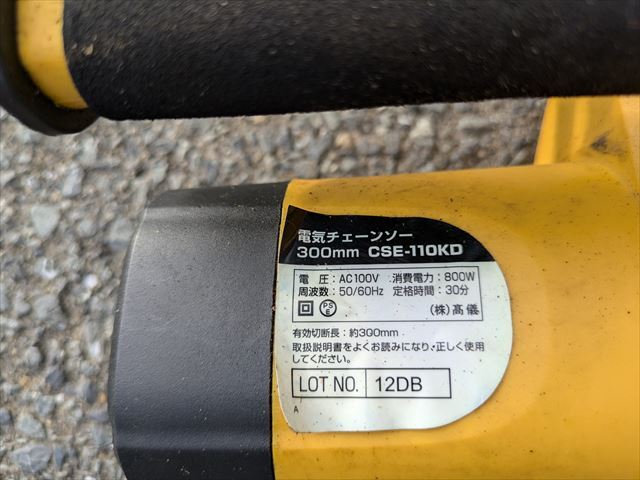 電気チェーンソー
300mm CSE-110KD
電 圧：AC100V 消費電力：800W
周波数：50/60Hz 定格時間：30分
PS E (株)髙儀
有効切断長：約300mm
取扱説明書をよくお読みになり、正しく使用
してください。
LOT NO. 12DB
A